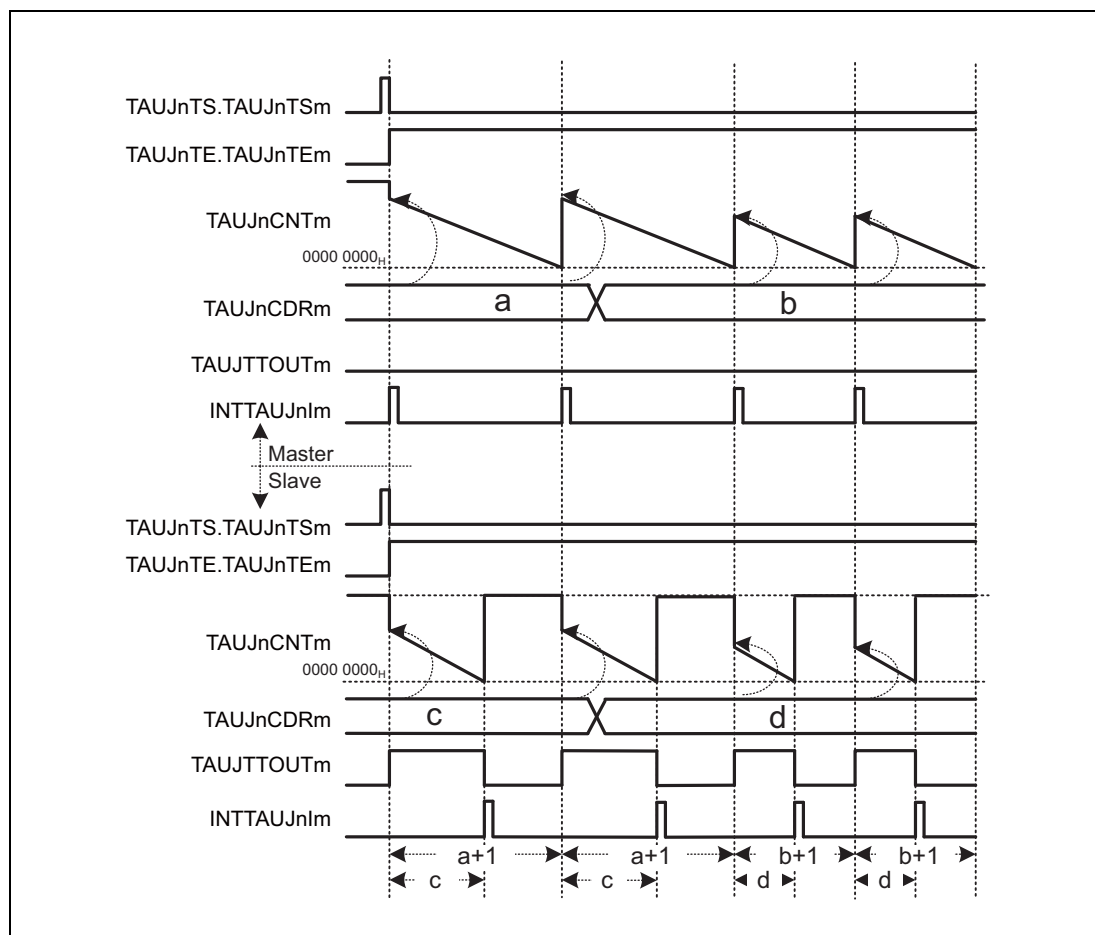 TAUJnTS.TAUJnTSm
TAUJnTE.TAUJnTEm
TAUJnCNTm
0000 0000H
TAUJnCDRm
a
b
TAUJTTOUTm
INTTAUJnIm
Master
Slave
TAUJnTS.TAUJnTSm
TAUJnTE.TAUJnTEm
TAUJnCNTm
0000 0000H
TAUJnCDRm
c
d
TAUJTTOUTm
INTTAUJnIm
a+1 a+1 b+1 b+1
c c d d